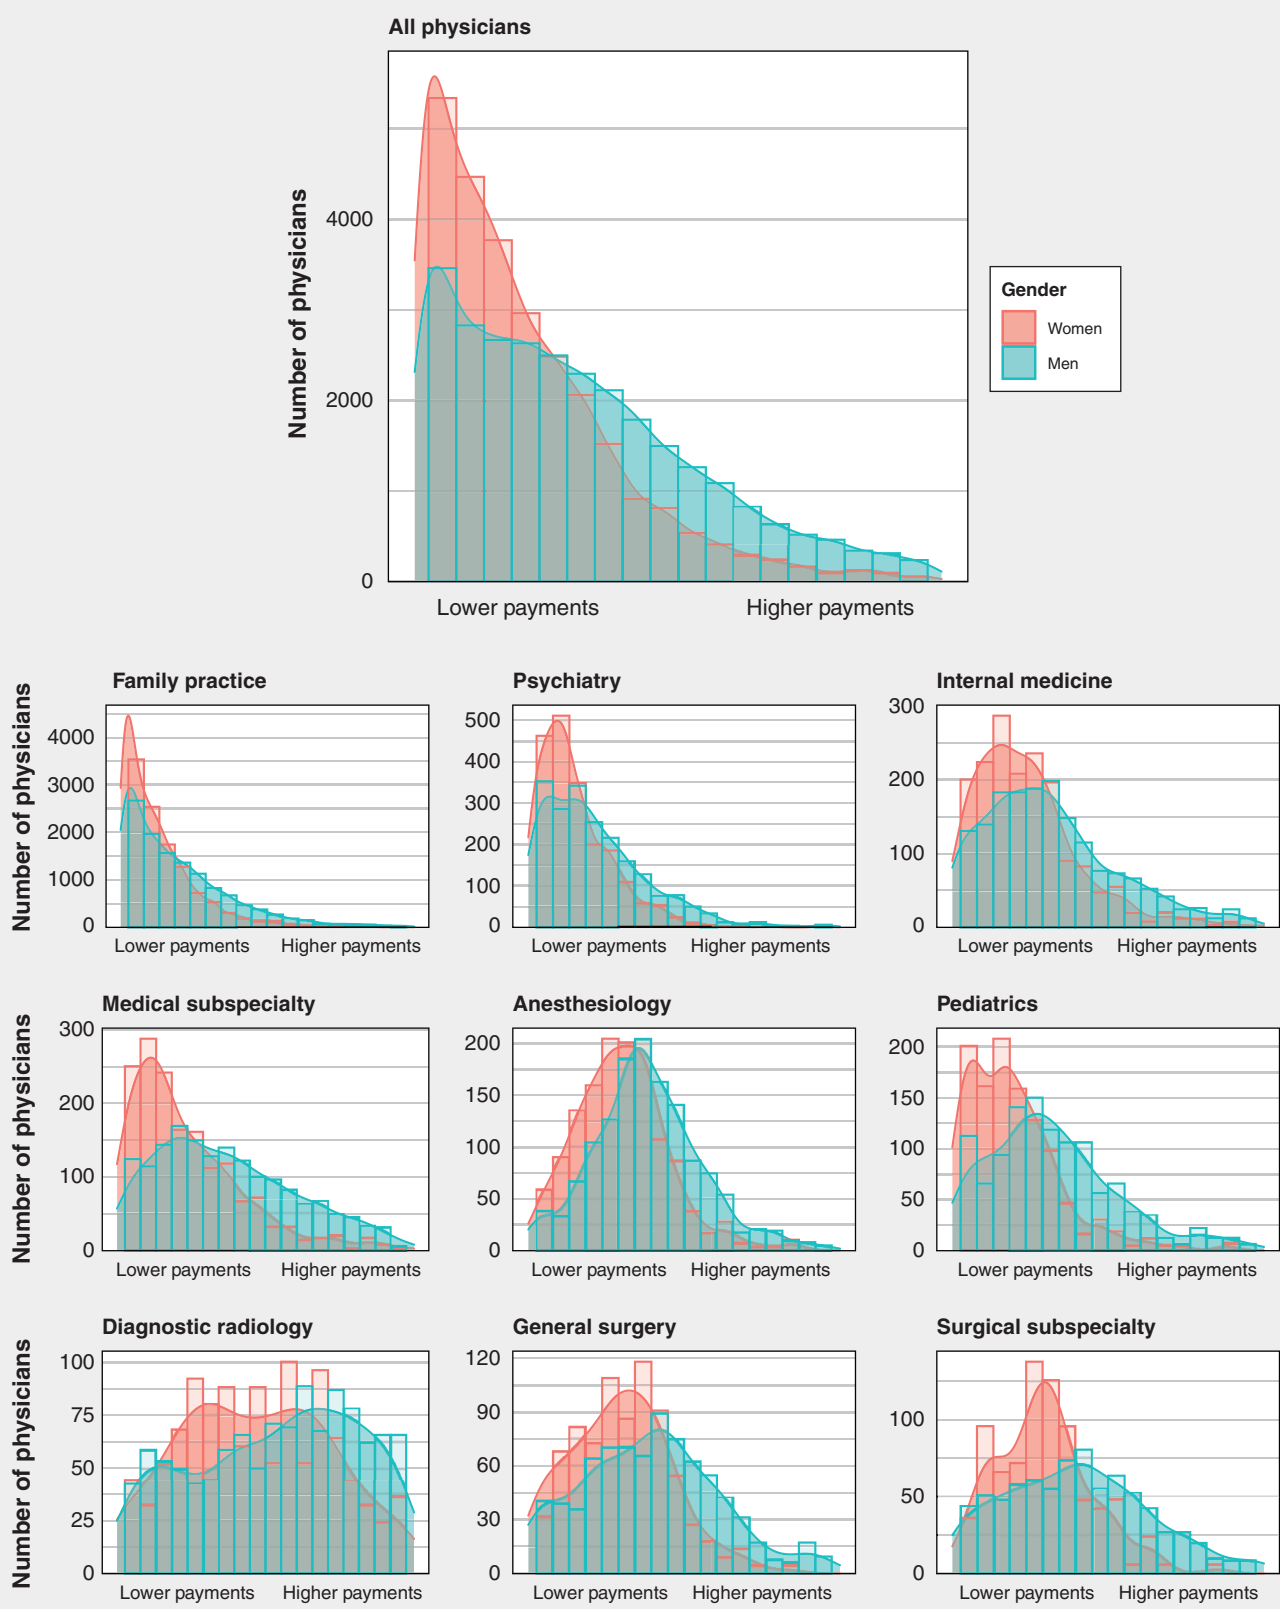 All physicians
Number of physicians
4000
2000
0
Lower payments Higher payments
Gender
Women
Men
Family practice
Number of physicians
4000
3000
2000
1000
0
Lower payments Higher payments
Psychiatry
500
400
300
200
100
0
Lower payments Higher payments
Internal medicine
300
200
100
0
Lower payments Higher payments
Medical subspecialty
Number of physicians
300
200
100
0
Lower payments Higher payments
Anesthesiology
200
150
100
50
0
Lower payments Higher payments
Pediatrics
200
150
100
50
0
Lower payments Higher payments
Diagnostic radiology
Number of physicians
100
75
50
25
0
Lower payments Higher payments
General surgery
120
90
60
30
0
Lower payments Higher payments
Surgical subspecialty
100
50
0
Lower payments Higher payments